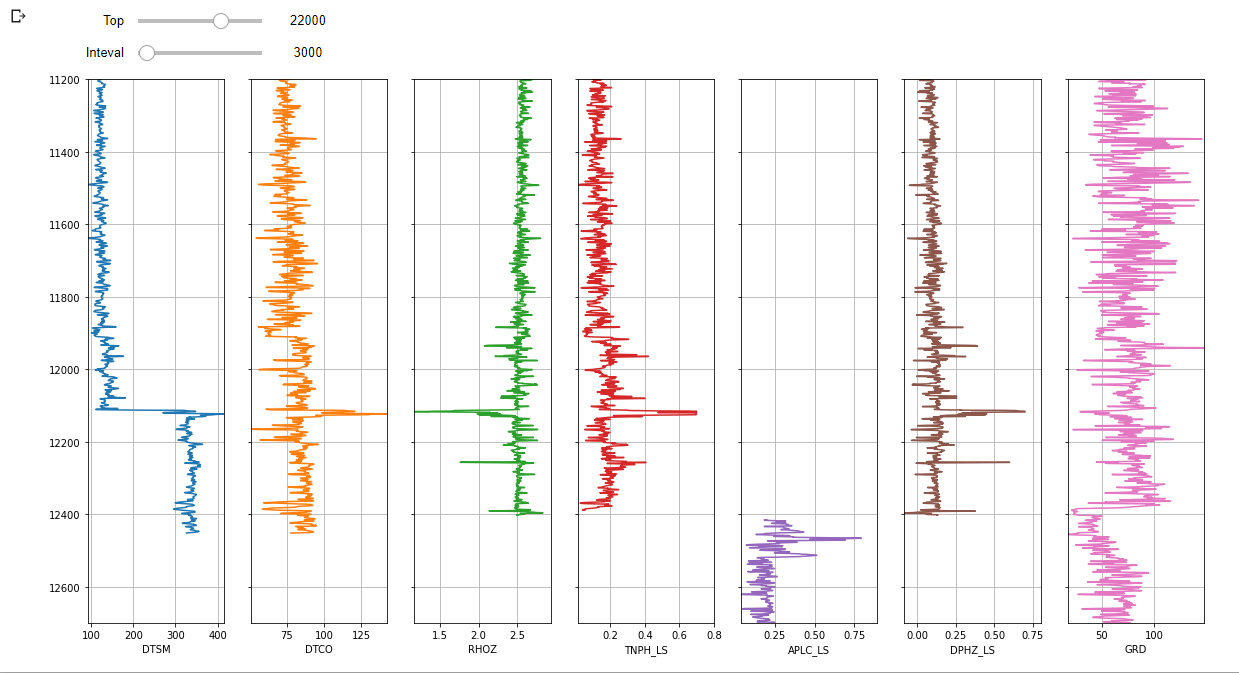 Top 22000
Inteval 3000
11200
11400
11600
11800
12000
12200
12400
12600
100 200 300 400 75 100 125 1.5 2.0 2.5 0.2 0.4 0.6 0.8 0.25 0.50 0.75 0.00 0.25 0.50 0.75 50 100
DTSM DTCO RHOZ TNPH_LS APLC_LS DPHZ_LS GRD